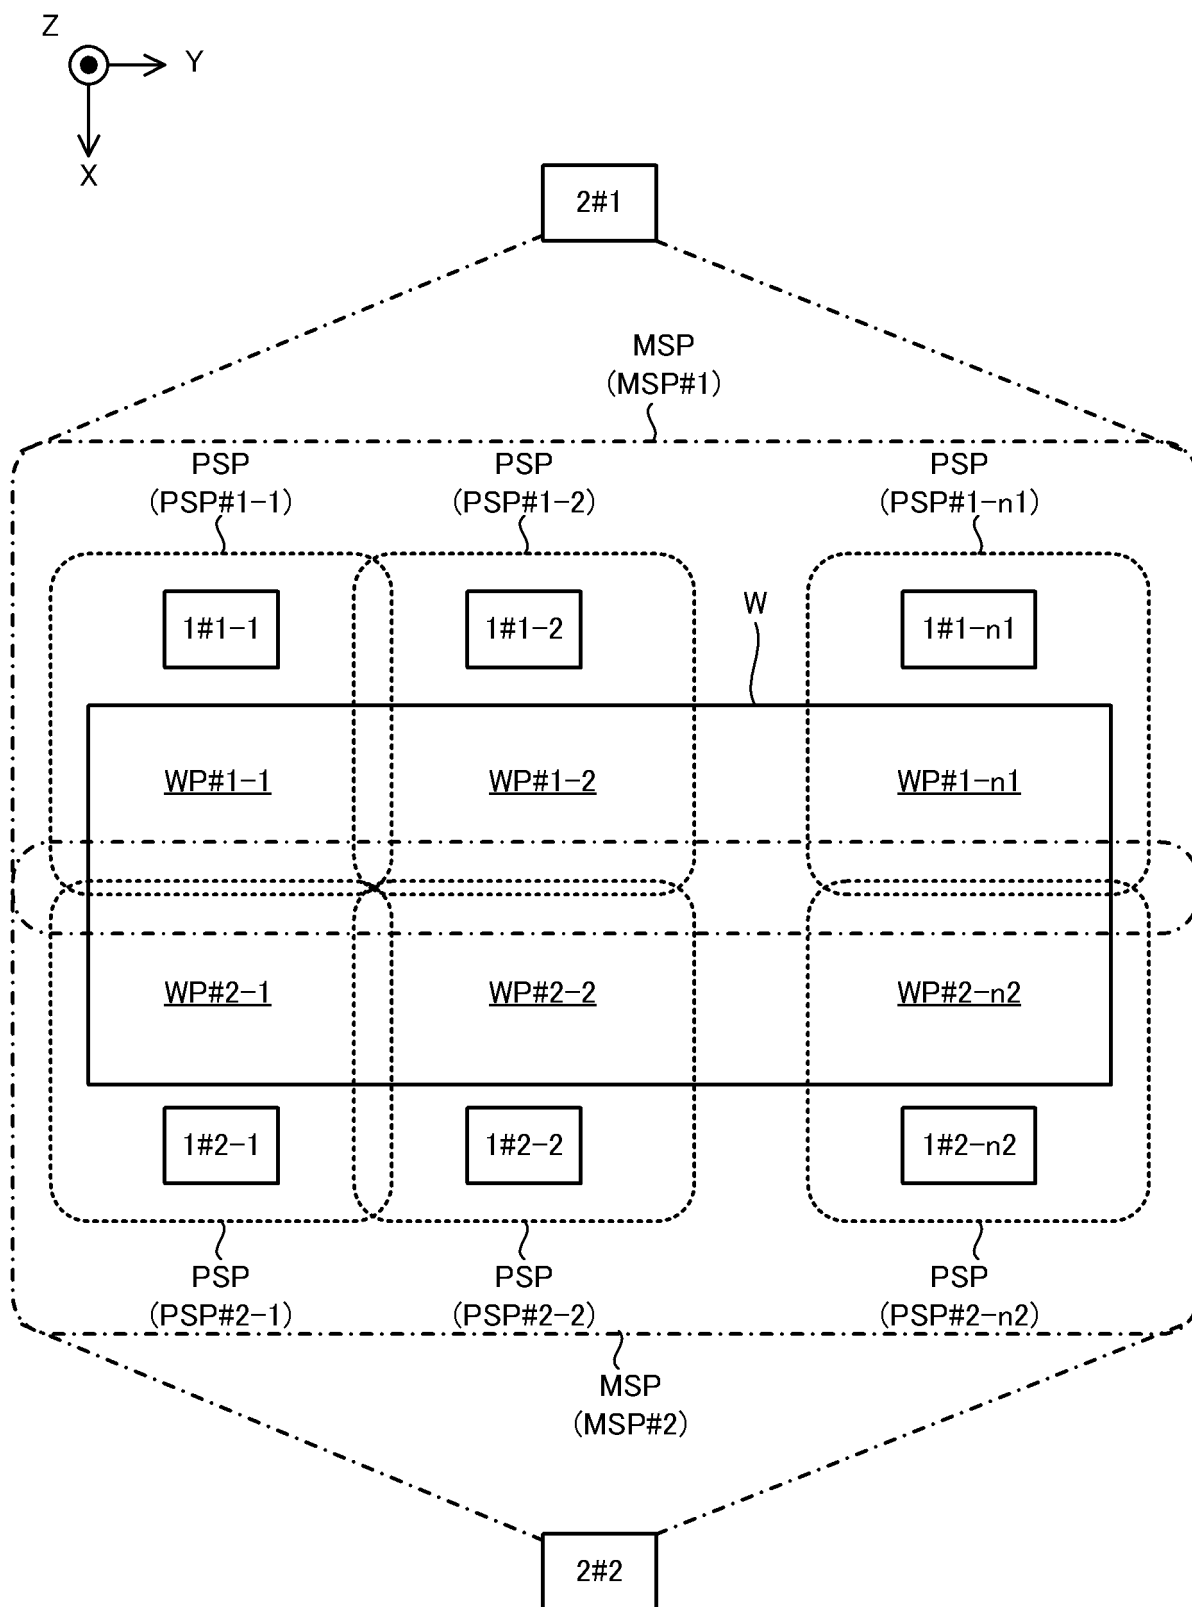 Z
Y
X
2#1
MSP
(MSP#1)
PSP
(PSP#1-1)
PSP
(PSP#1-2)
PSP
(PSP#1-n1)
1#1-1
1#1-2
W
1#1-n1
WP#1-1
WP#1-2
WP#1-n1
WP#2-1
WP#2-2
WP#2-n2
1#2-1
1#2-2
1#2-n2
PSP
(PSP#2-1)
PSP
(PSP#2-2)
PSP
(PSP#2-n2)
MSP
(MSP#2)
2#2